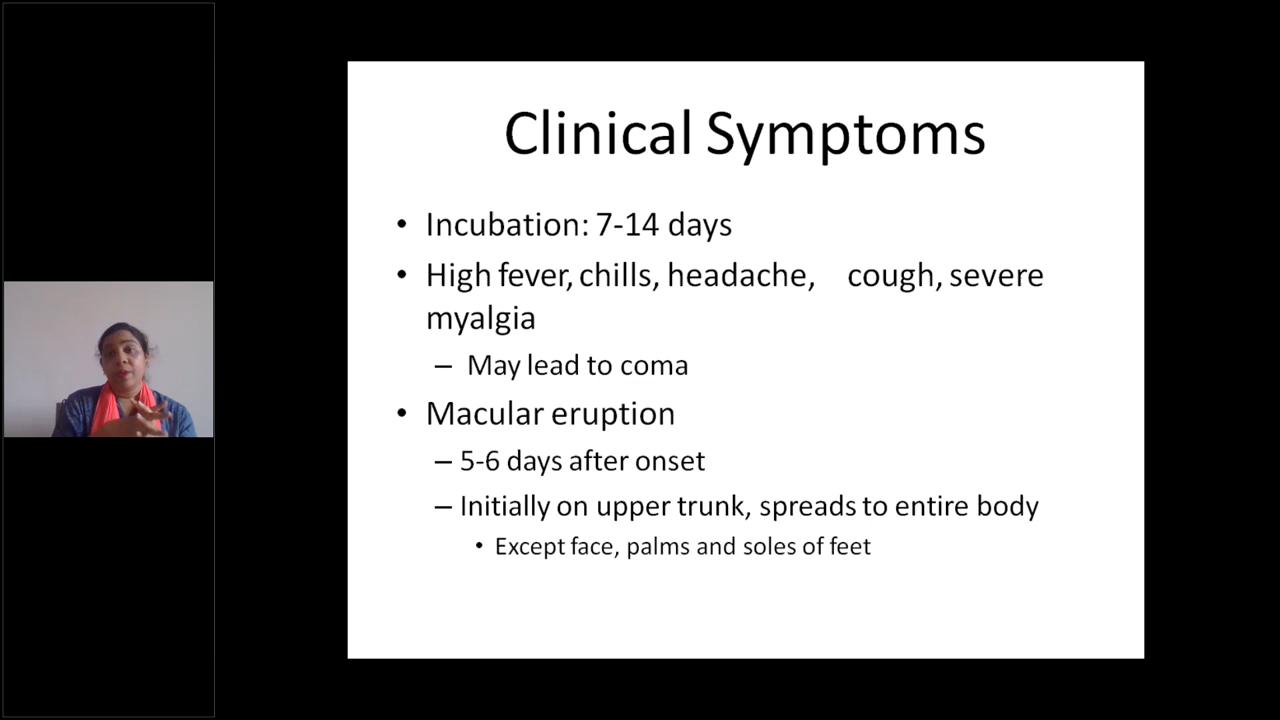 Clinical Symptoms
• Incubation: 7-14 days
• High fever, chills, headache, cough, severe
myalgia
– May lead to coma
• Macular eruption
– 5-6 days after onset
– Initially on upper trunk, spreads to entire body
• Except face, palms and soles of feet